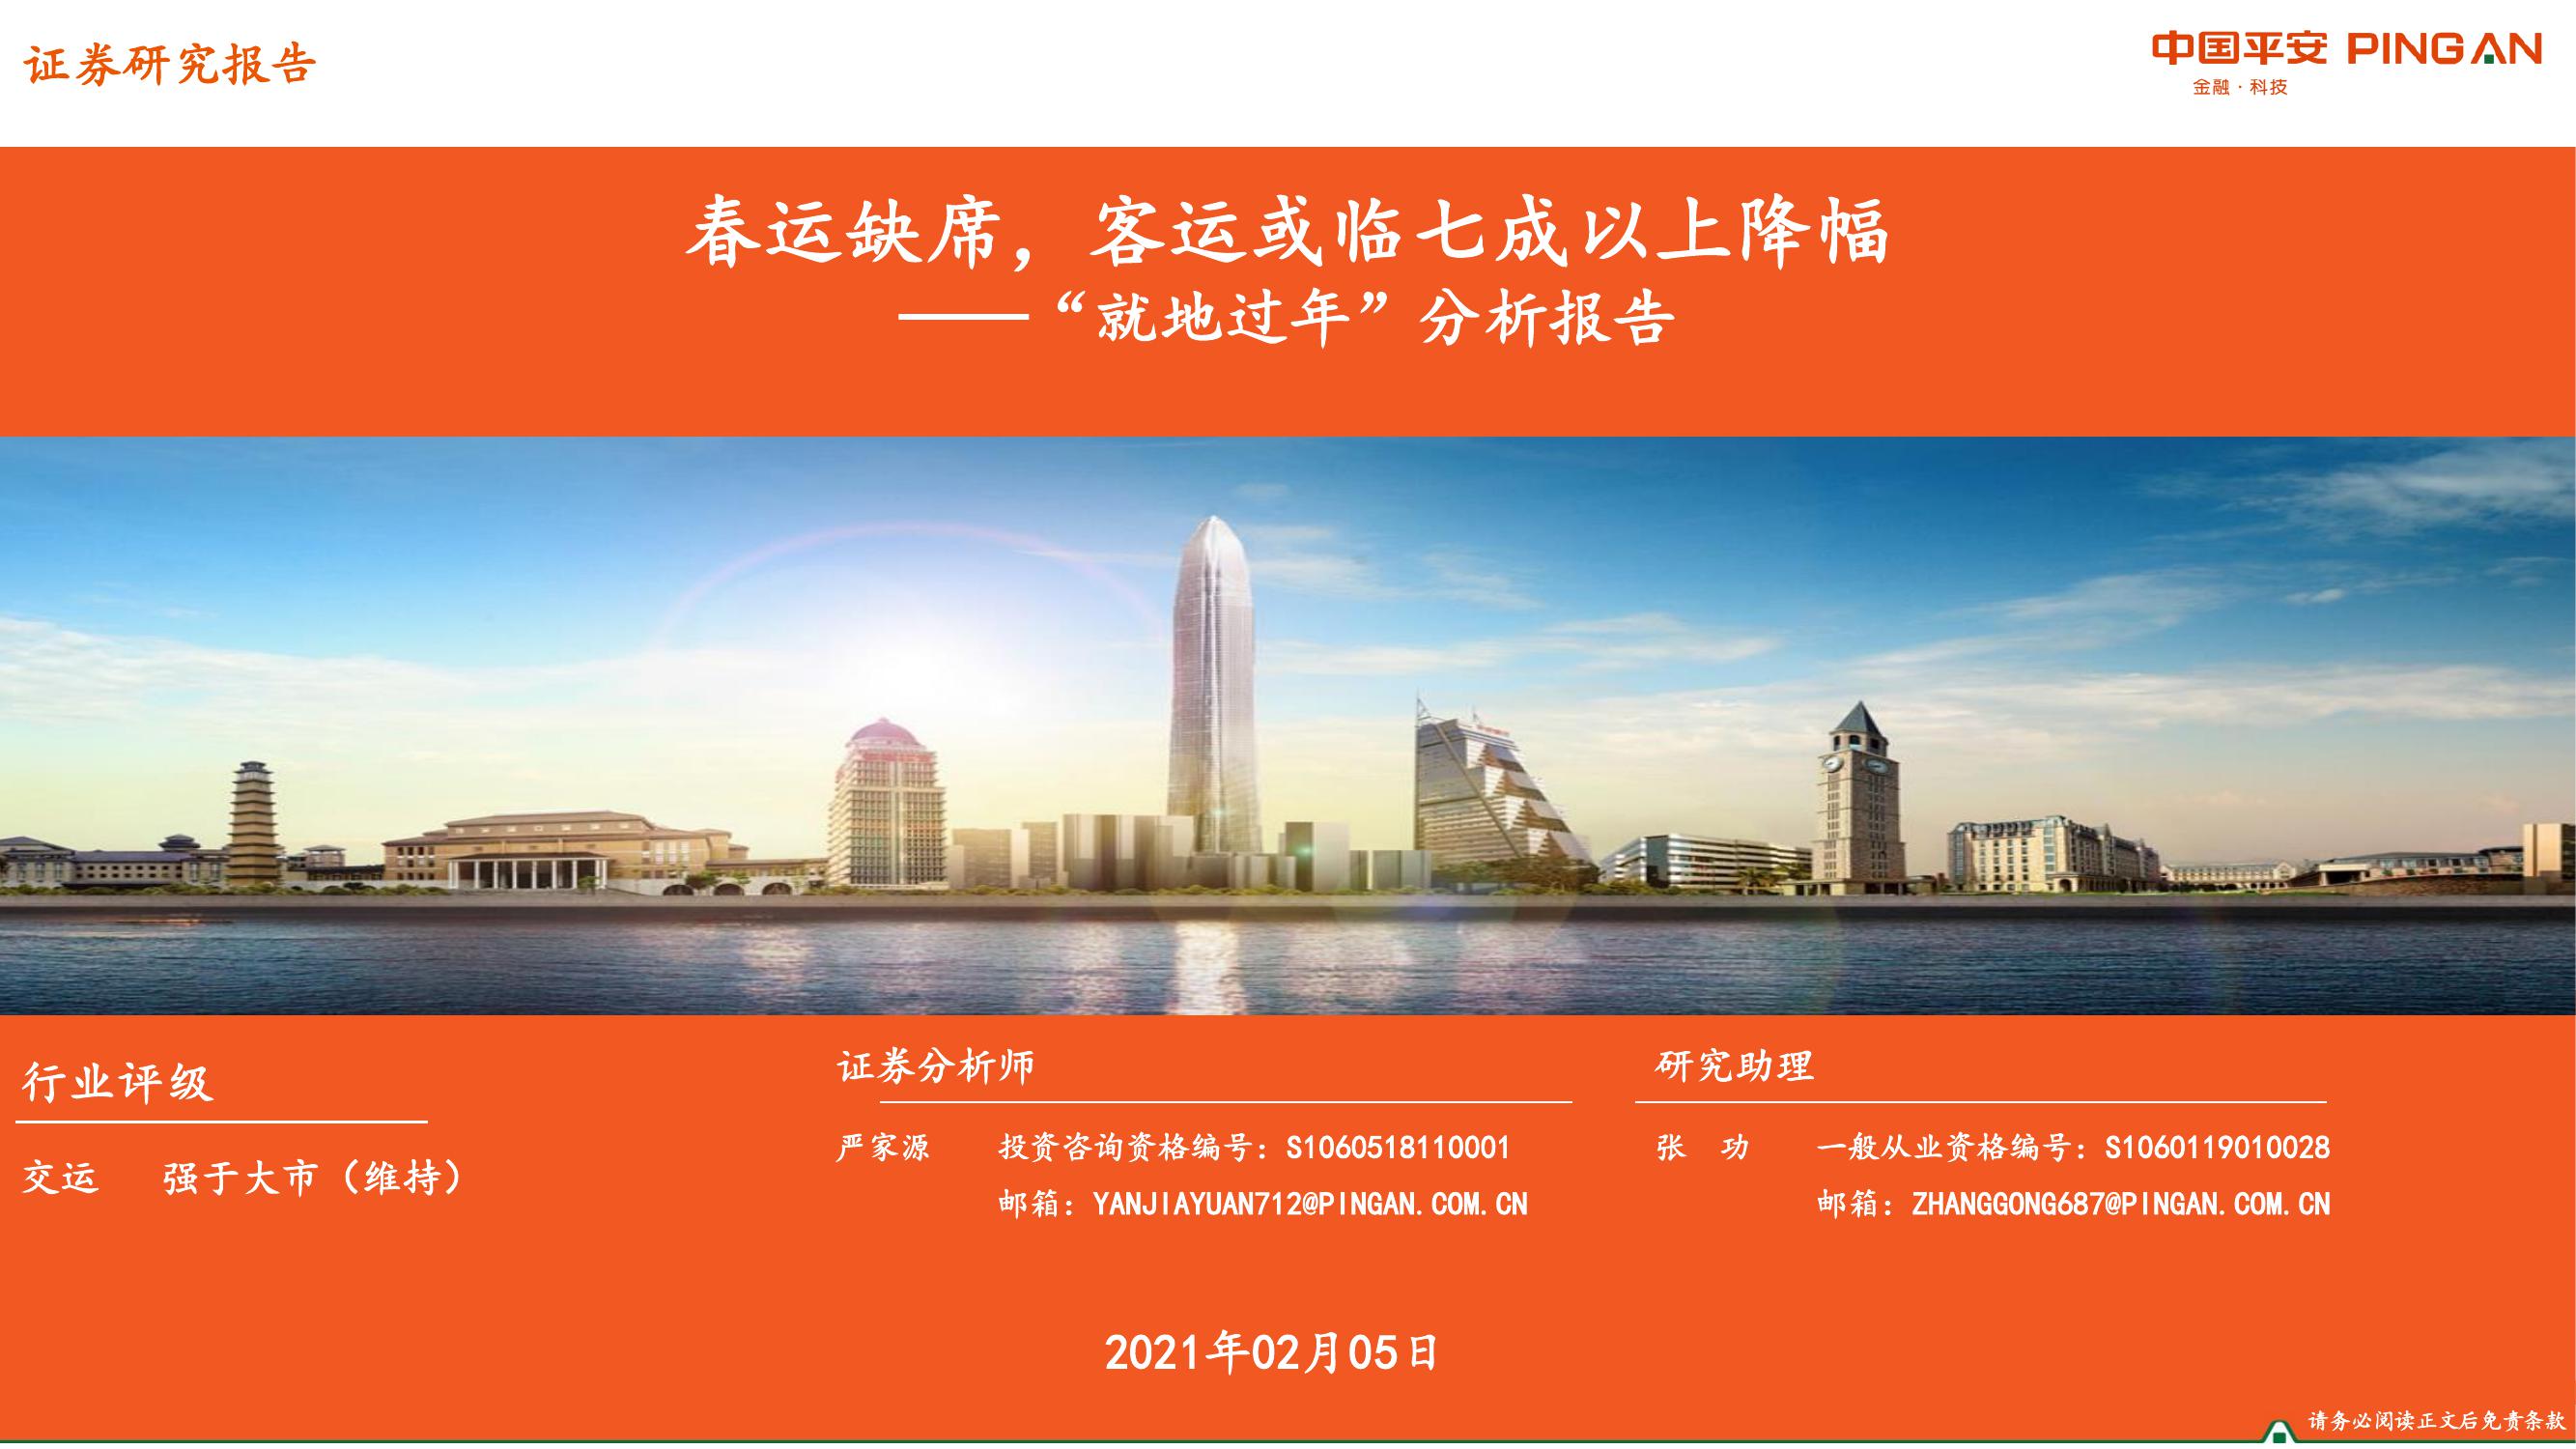 证券研究报告
中国平安 PINGAN
金融·科技
春运缺席，客运或临七成以上降幅
——“就地过年”分析报告
行业评级
交运 强于大市（维持）
证券分析师
严家源 投资咨询资格编号：S1060518110001
邮箱：YANJIAYUAN712@PINGAN.COM.CN
研究助理
张 功 一般从业资格编号：S1060119010028
邮箱：ZHANGGONG687@PINGAN.COM.CN
2021年02月05日
请务必阅读正文后免责条款